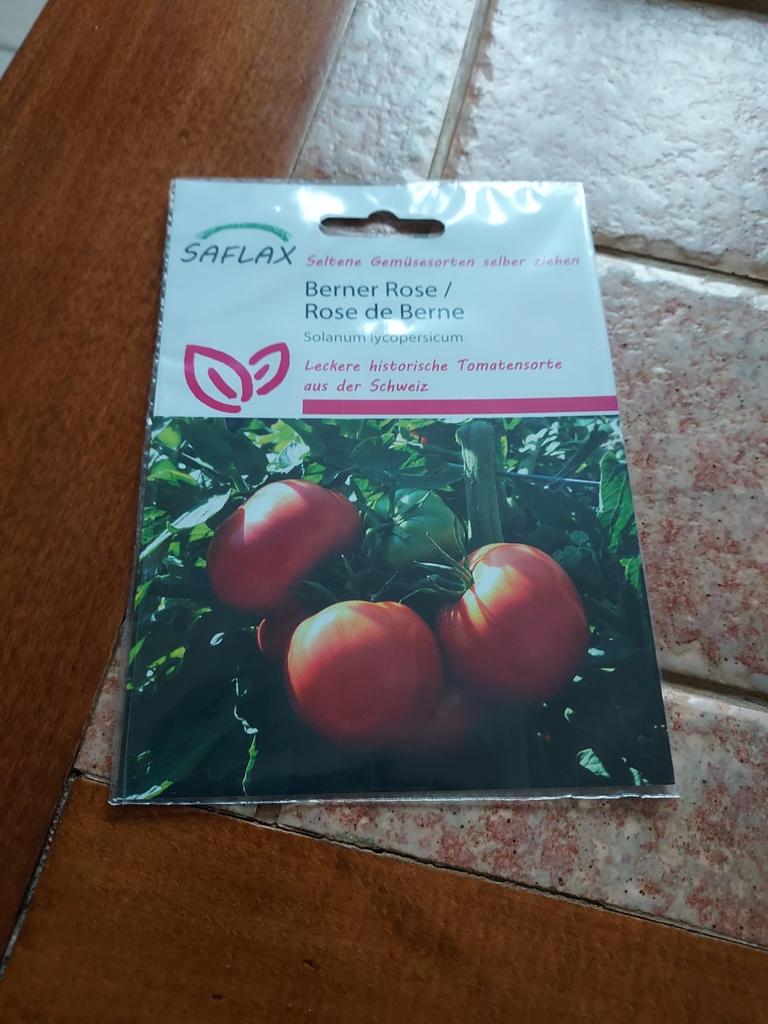 SAFLAX
Seltene Gemüsesorten selber ziehen
Berner Rose /
Rose de Berne
Solanum lycopersicum
Leckere historische Tomatensorte
aus der Schweiz